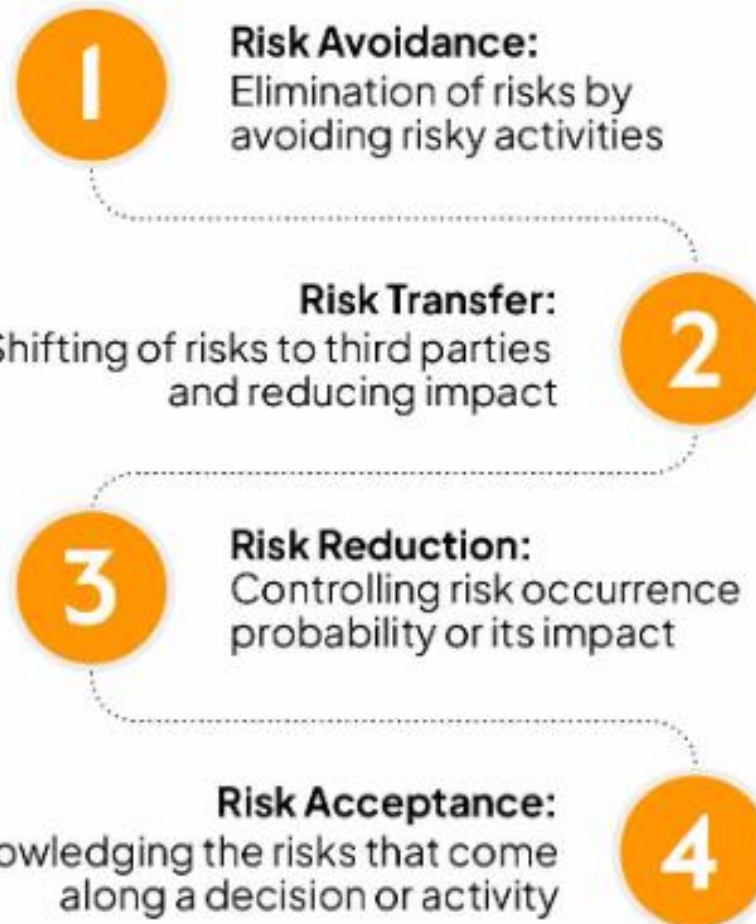 1
Risk Avoidance:
Elimination of risks by
avoiding risky activities
Risk Transfer:
Shifting of risks to third parties
and reducing impact
2
3
Risk Reduction:
Controlling risk occurrence
probability or its impact
Risk Acceptance:
owledging the risks that come
along a decision or activity
4